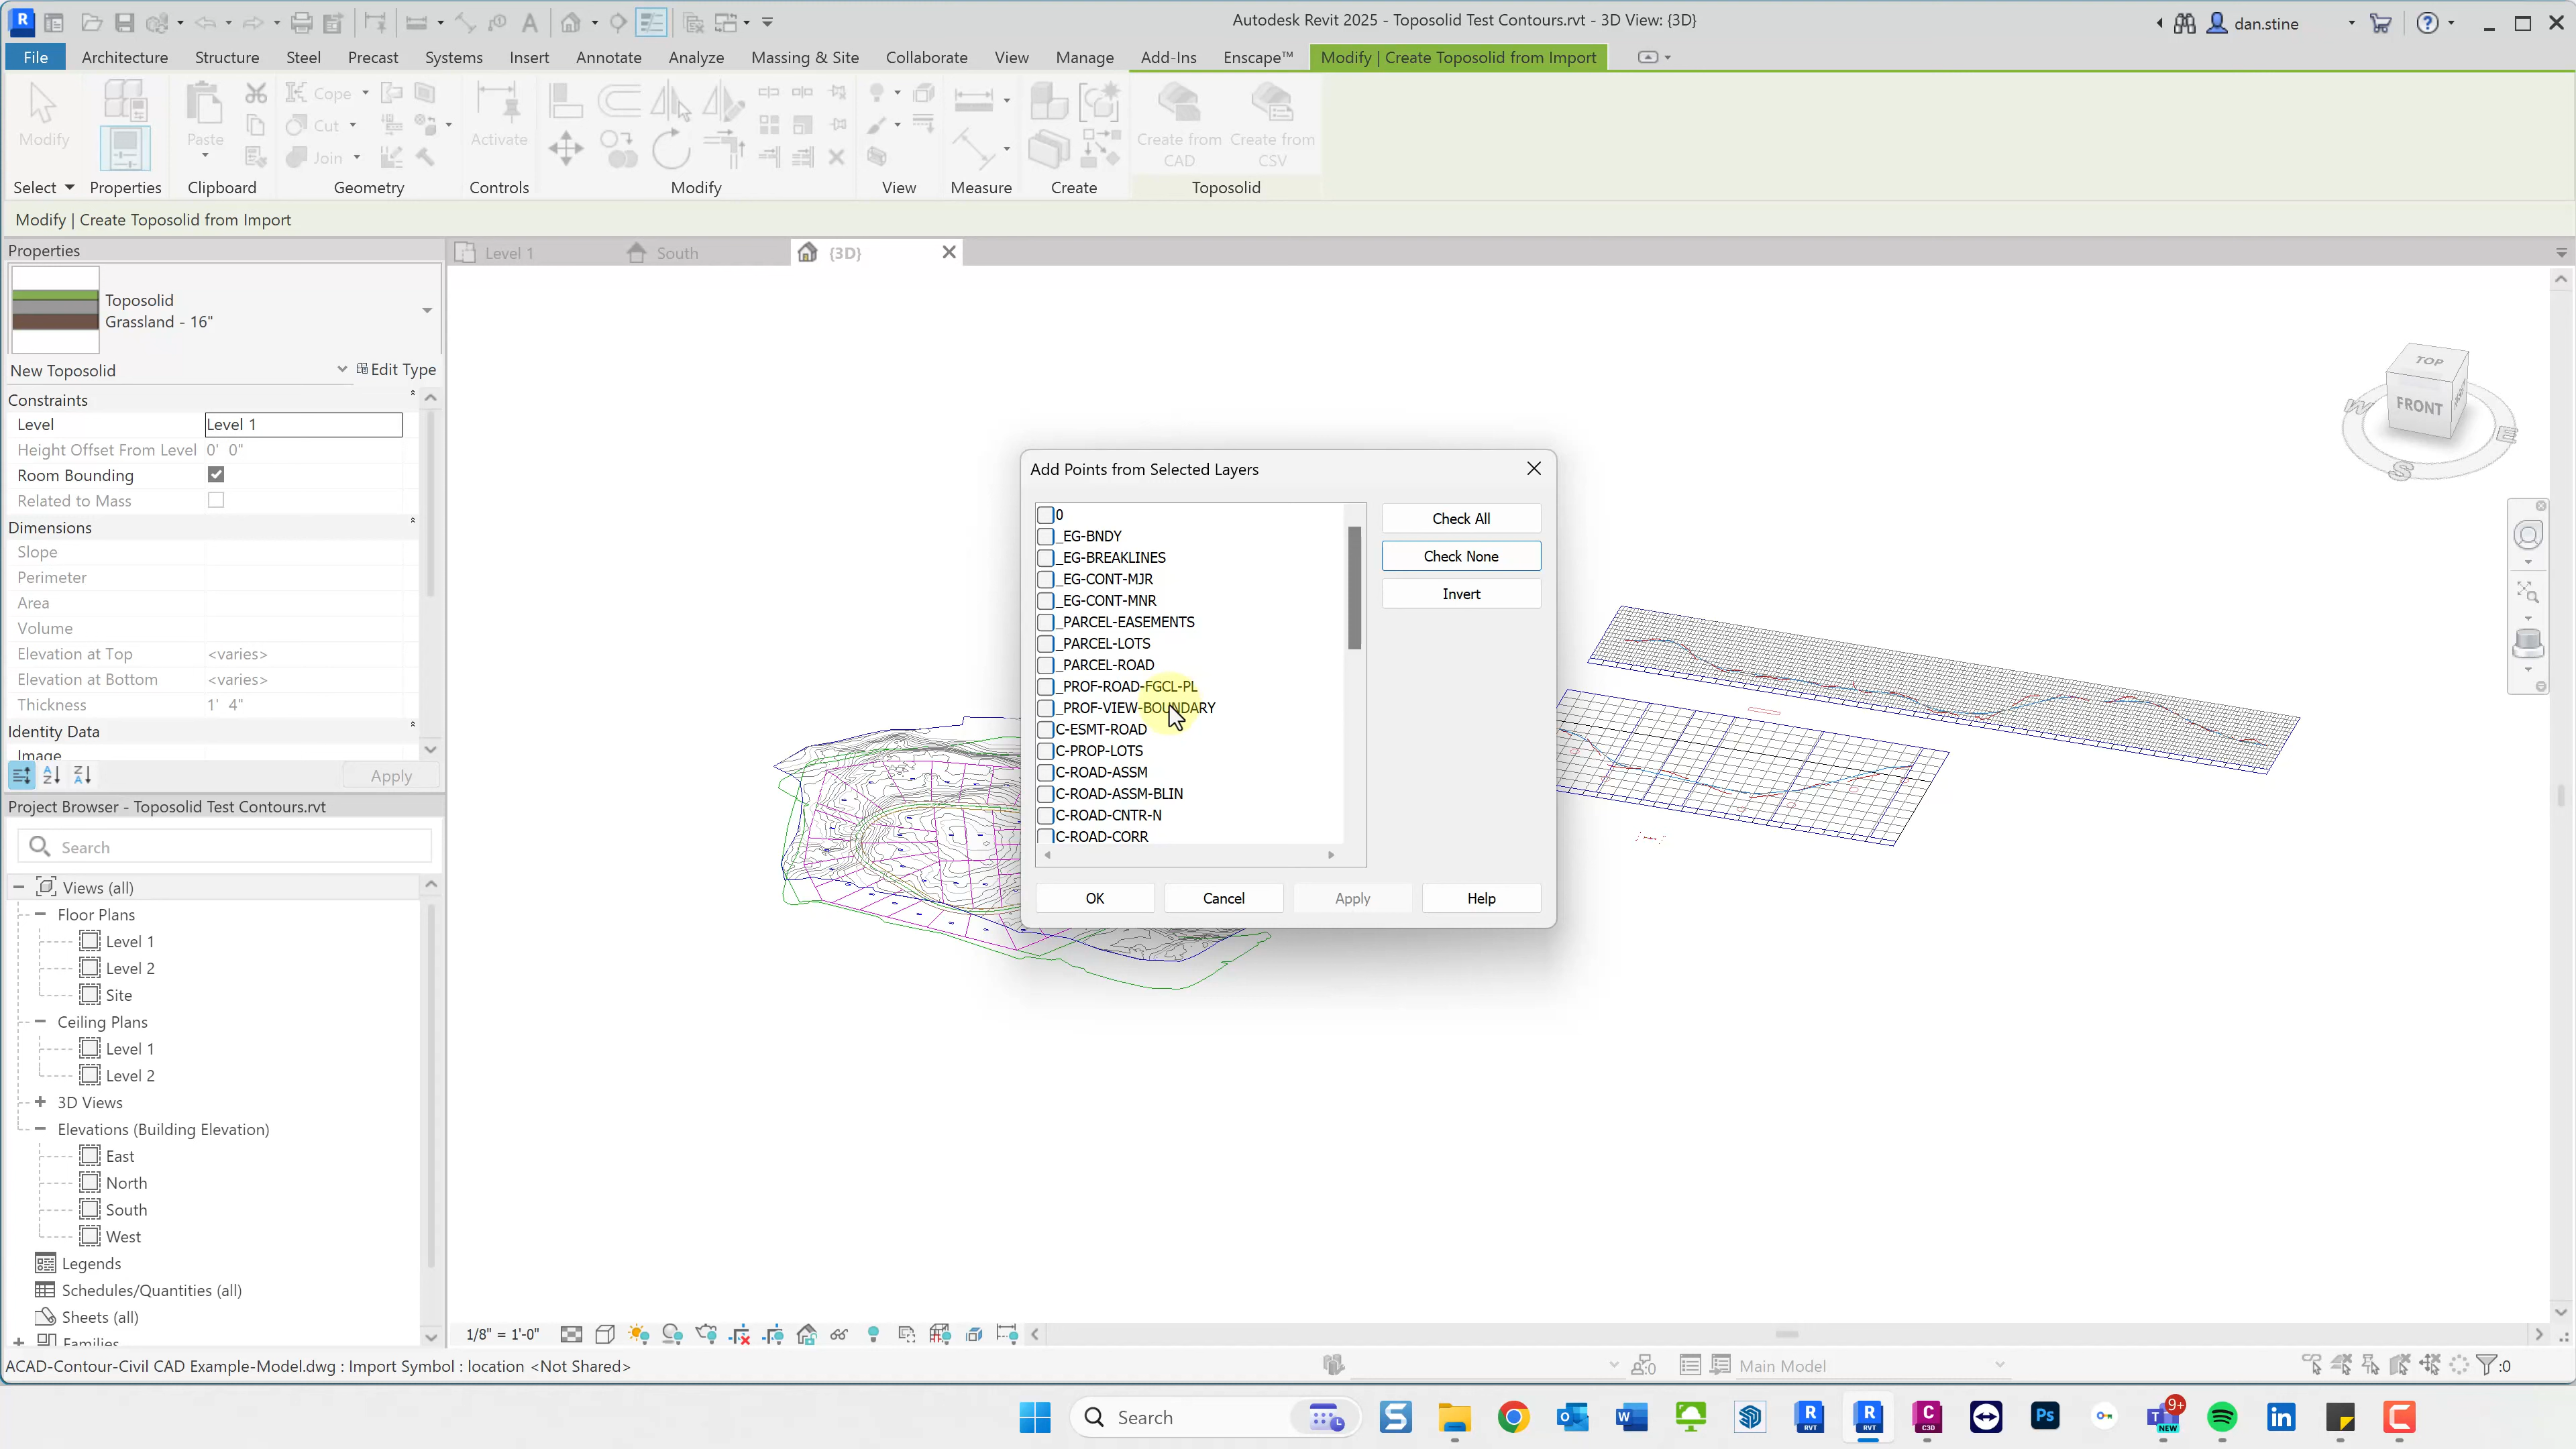 Autodesk Revit 2025 - Toposolid Test Contours.rvt - 3D View: {3D}
dan.stine
File Architecture Structure Steel Precast Systems Insert Annotate Analyze Massing & Site Collaborate View Manage Add-Ins Enscape™ Modify | Create Toposolid from Import
Modify
Paste
Cope
Cut
Join
Activate
Create from CAD
Create from CSV
Select Properties Clipboard Geometry Controls Modify View Measure Create Toposolid
Modify | Create Toposolid from Import
Properties
Level 1
South
{3D}
Toposolid
Grassland - 16"
New Toposolid
Edit Type
Constraints
Level Level 1
Height Offset From Level 0' 0"
Room Bounding
Related to Mass
Dimensions
Slope
Perimeter
Area
Volume
Elevation at Top <varies>
Elevation at Bottom <varies>
Thickness 1' 4"
Identity Data
Image
Apply
Project Browser - Toposolid Test Contours.rvt
Search
Views (all)
Floor Plans
Level 1
Level 2
Site
Ceiling Plans
Level 1
Level 2
3D Views
Elevations (Building Elevation)
East
North
South
West
Legends
Schedules/Quantities (all)
Sheets (all)
Families
TOP
FRONT
W
S
E
Add Points from Selected Layers
0
_EG-BNDY
_EG-BREAKLINES
_EG-CONT-MJR
_EG-CONT-MNR
_PARCEL-EASEMENTS
_PARCEL-LOTS
_PARCEL-ROAD
_PROF-ROAD-FGCL-PL
_PROF-VIEW-BOUNDARY
C-ESMT-ROAD
C-PROP-LOTS
C-ROAD-ASSM
C-ROAD-ASSM-BLIN
C-ROAD-CNTR-N
C-ROAD-CORR
Check All
Check None
Invert
OK
Cancel
Apply
Help
1/8" = 1'-0"
ACAD-Contour-Civil CAD Example-Model.dwg : Import Symbol : location <Not Shared>
:0
Main Model
:0
Search
9+
NEW